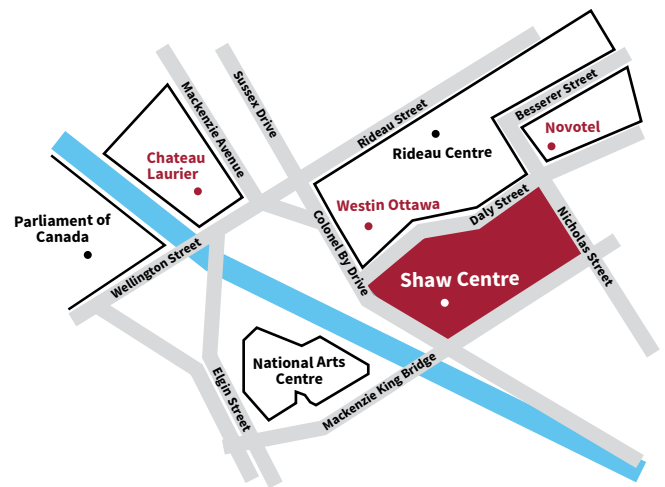 Mackenzie Avenue
Sussex Drive
Rideau Street
Besserer Street
Novotel
Rideau Centre
Chateau
Laurier
Westin Ottawa
Daly Street
Parliament of
Canada
Colonel By Drive
Nicholas Street
Wellington Street
Shaw Centre
National Arts
Centre
Elgin Street
Mackenzie King Bridge